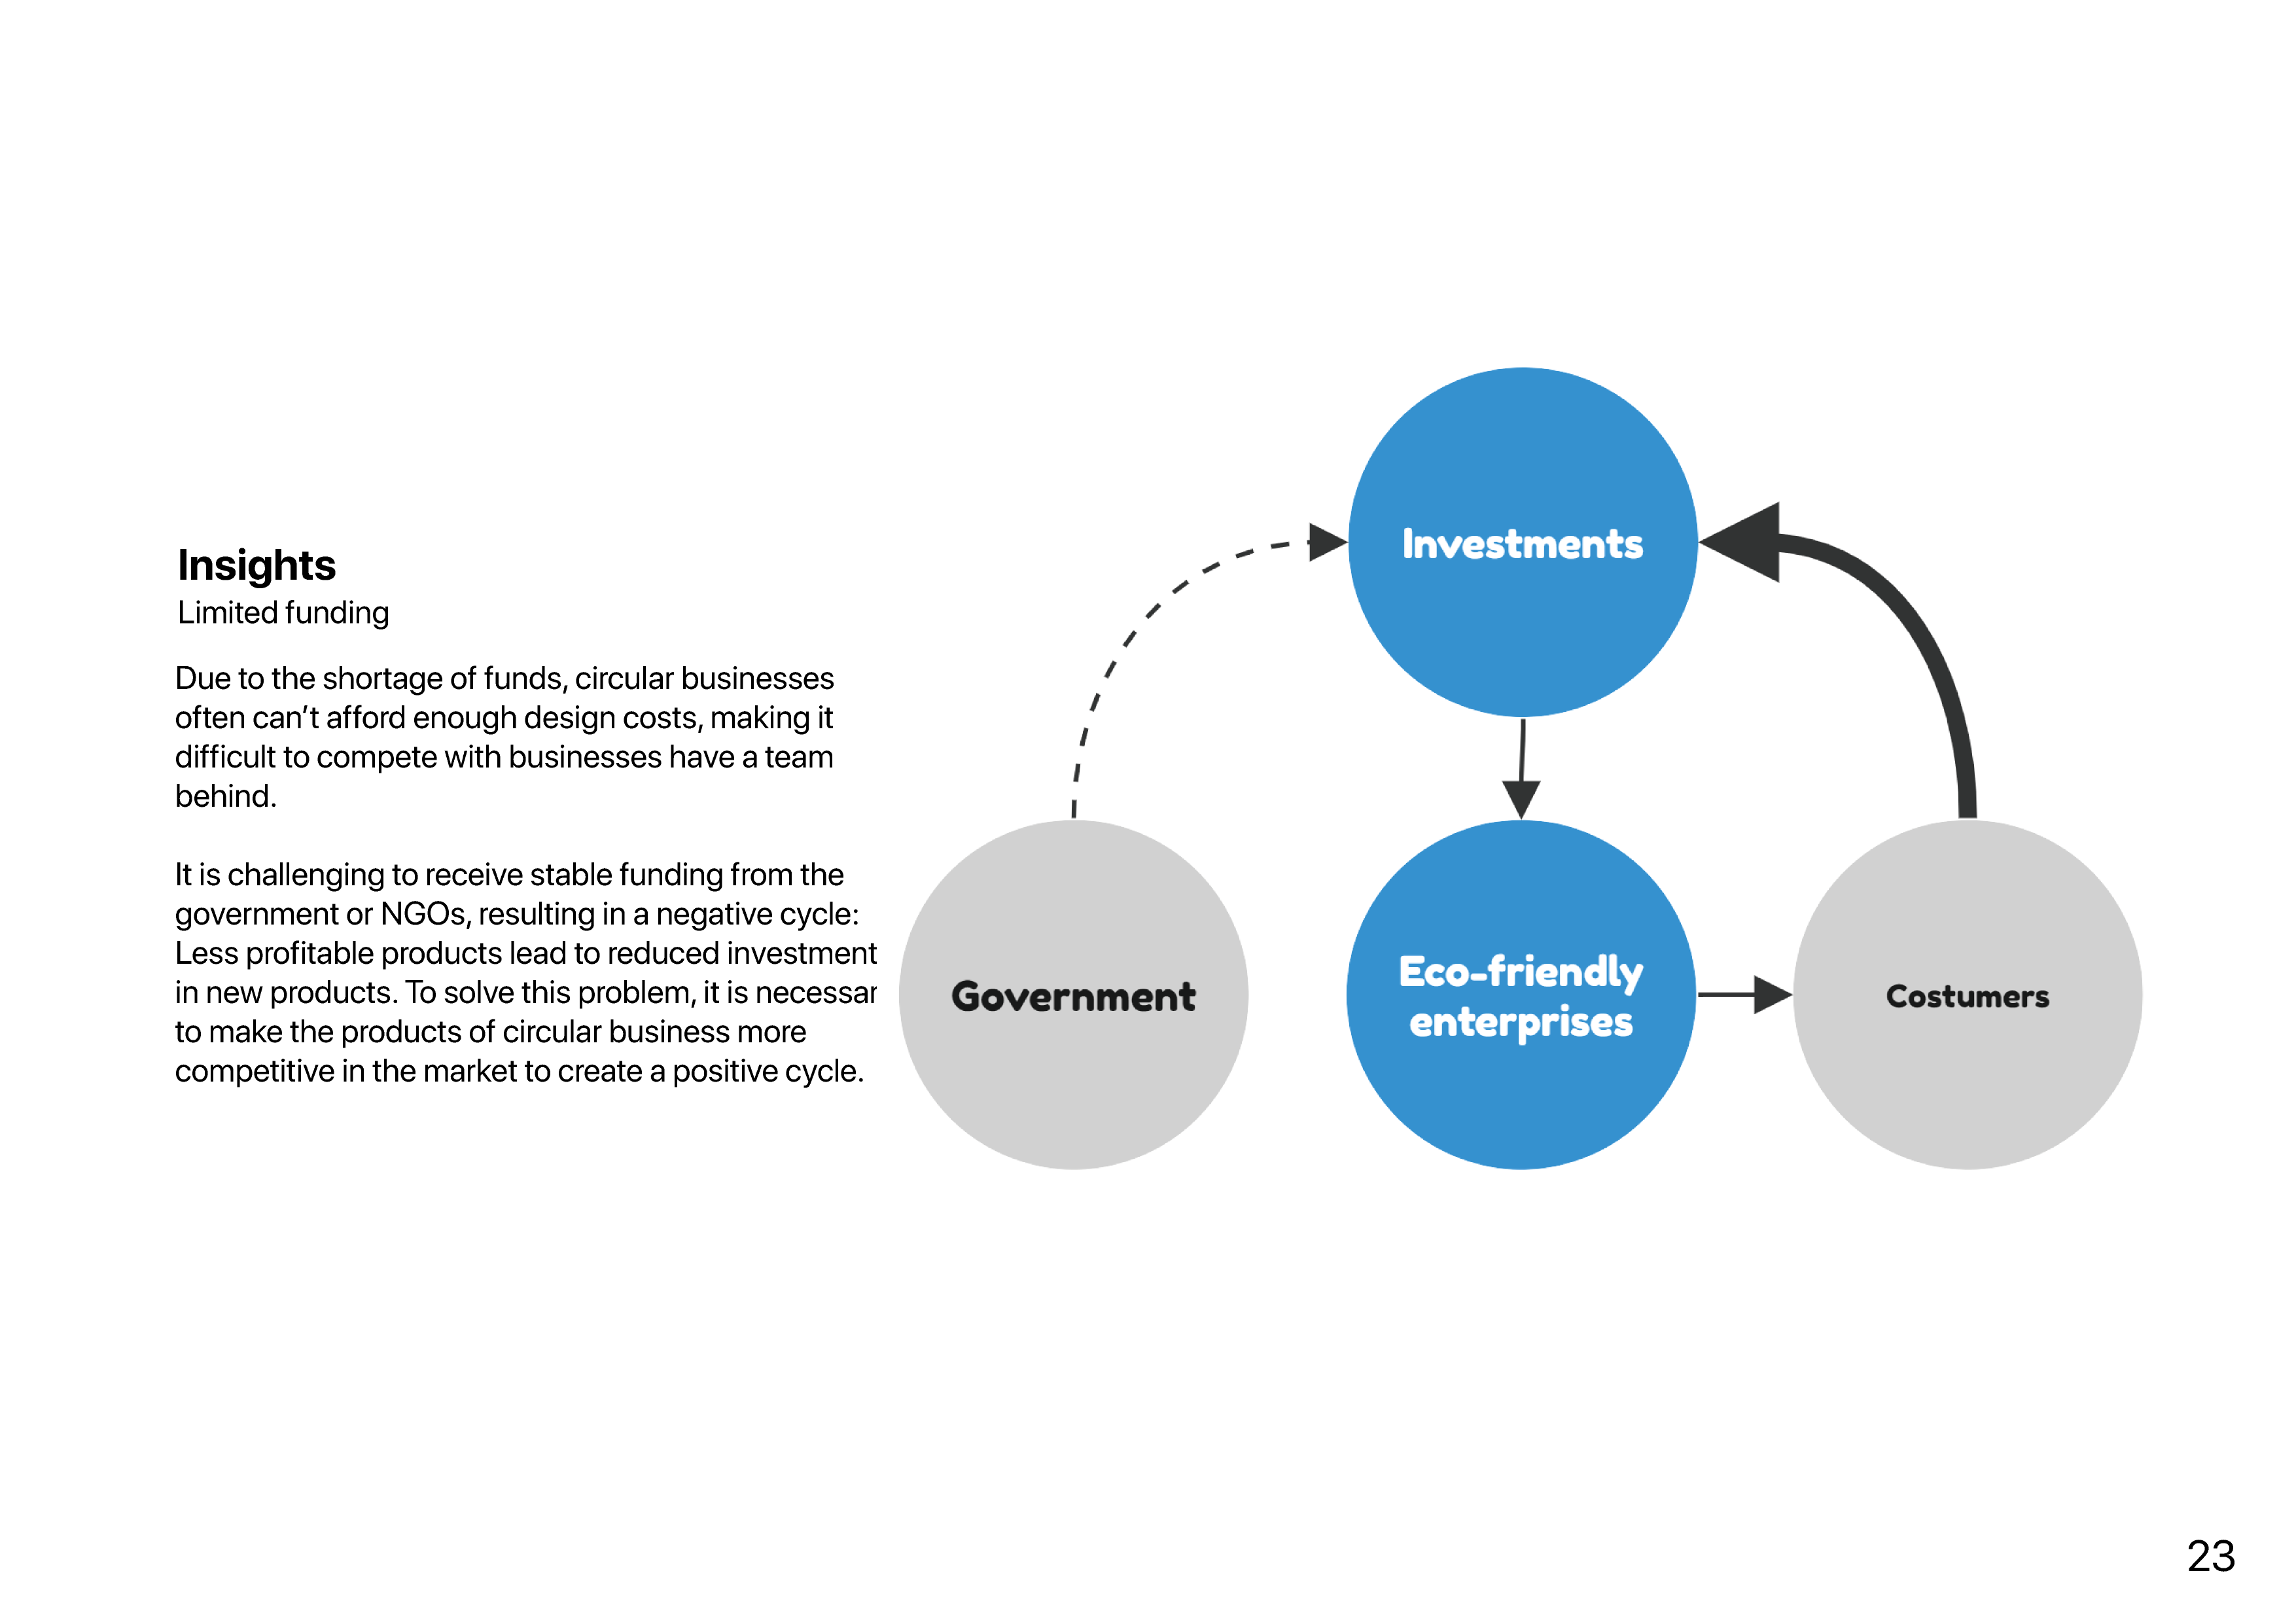 Insights
Limited funding
Due to the shortage of funds, circular businesses
often can't afford enough design costs, making it
difficult to compete with businesses have a team
behind.
It is challenging to receive stable funding from the
government or NGOs, resulting in a negative cycle:
Less profitable products lead to reduced investment
in new products. To solve this problem, it is necessar
to make the products of circular business more
competitive in the market to create a positive cycle.
Investments
Government
Eco-friendly
enterprises
Costumers
23